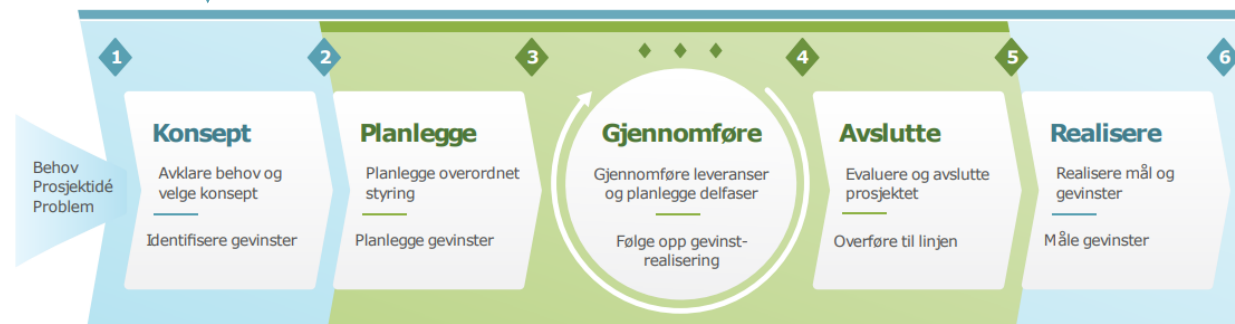 1
2
3
4
5
6
Behov
Prosjektidé
Problem
Konsept
Avklare behov og
velge konsept
Identifisere gevinster
Planlegge
Planlegge overordnet
styring
Planlegge gevinster
Gjennomføre
Gjennomføre leveranser
og planlegge delfaser
Følge opp gevinst-
realisering
Avslutte
Evaluere og avslutte
prosjektet
Overføre til linjen
Realisere
Realisere mål og
gevinster
Måle gevinster